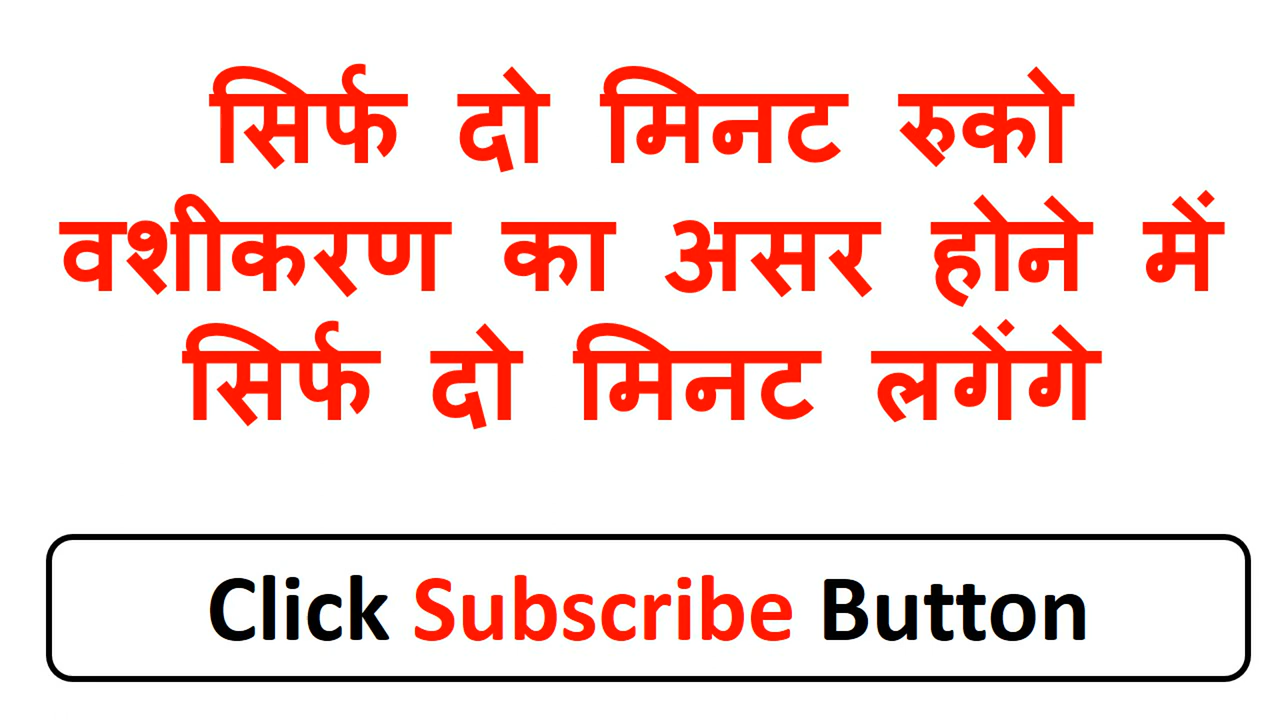 सिर्फ दो मिनट रुको
वशीकरण का असर होने में
सिर्फ दो मिनट लगेंगे
Click Subscribe Button